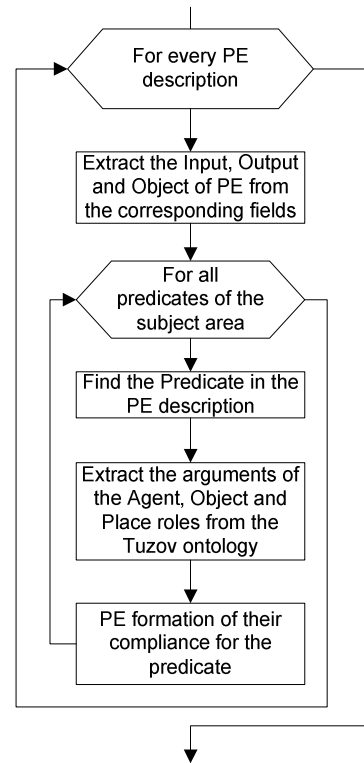 For every PE
description
Extract the Input, Output
and Object of PE from
the corresponding fields
For all
predicates of the
subject area
Find the Predicate in the
PE description
Extract the arguments of
the Agent, Object and
Place roles from the
Tuzov ontology
PE formation of their
compliance for the
predicate